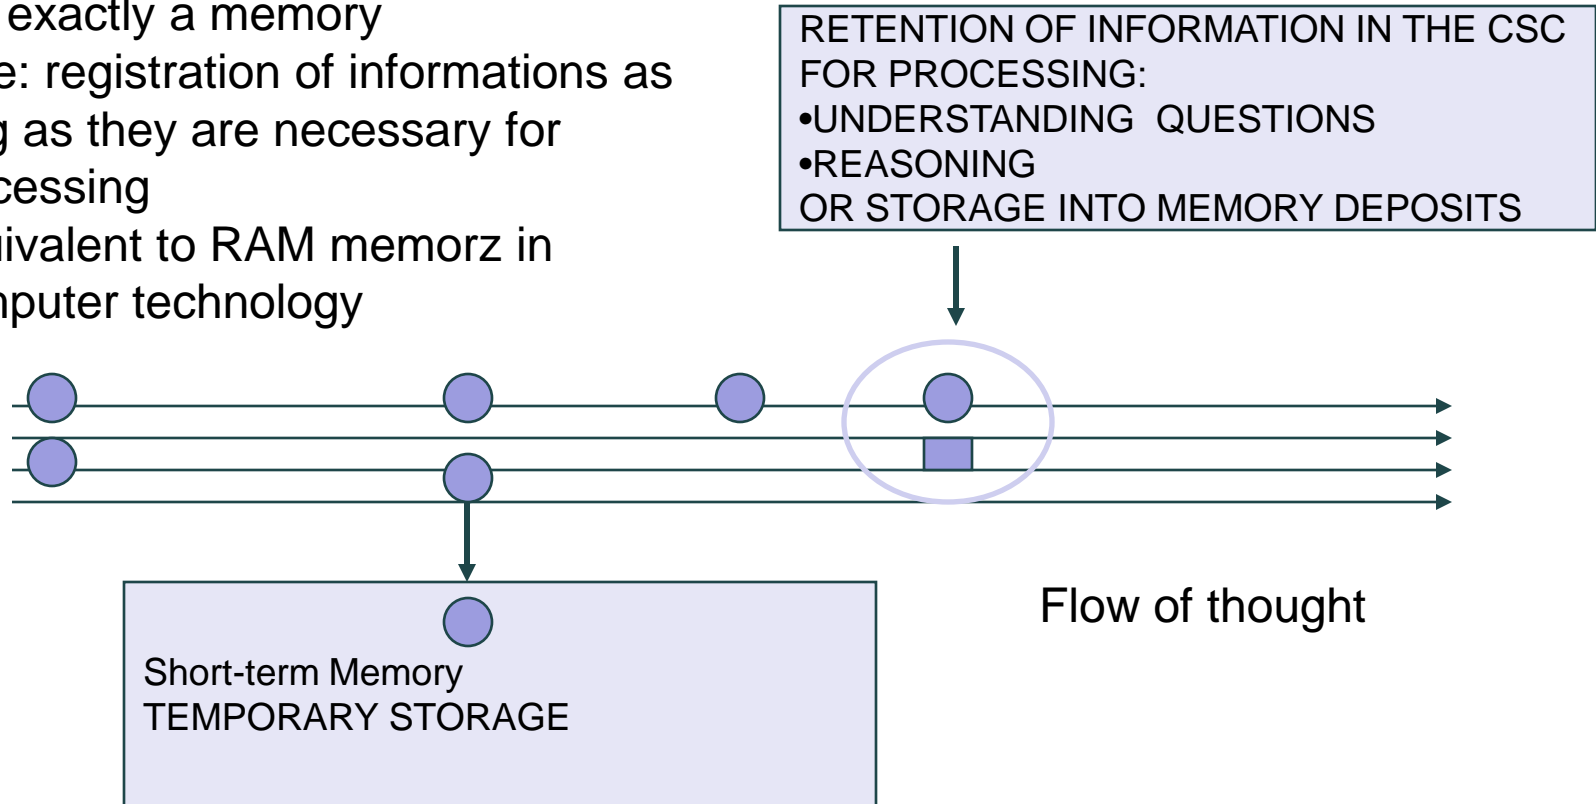 exactly a memory
e: registration of informations as
g as they are necessary for
cessing
uivalent to RAM memorz in
nputer technology
RETENTION OF INFORMATION IN THE CSC
FOR PROCESSING:
•UNDERSTANDING QUESTIONS
•REASONING
OR STORAGE INTO MEMORY DEPOSITS
Flow of thought
Short-term Memory
TEMPORARY STORAGE